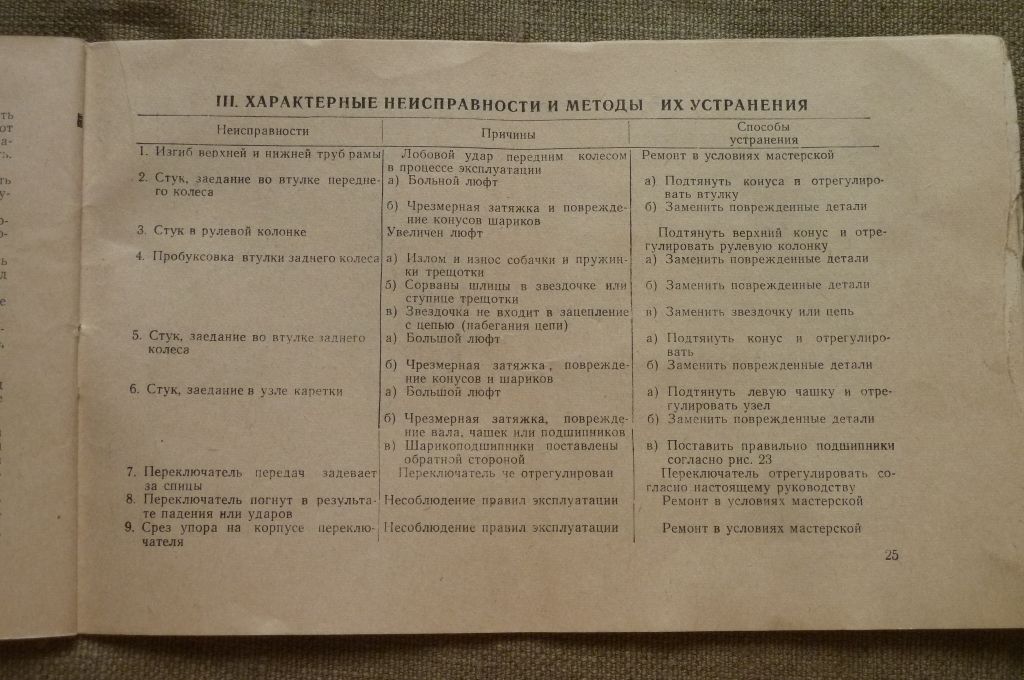 III. ХАРАКТЕРНЫЕ НЕИСПРАВНОСТИ И МЕТОДЫ ИХ УСТРАНЕНИЯ
Неисправности
Причины
Способы
устранения
1. Изгиб верхней и нижней труб рамы
Лобовой удар передним колесом
в процессе эксплуатации
Ремонт в условиях мастерской
2. Стук, заедание во втулке передне-
го колеса
а) Больной люфт
а) Подтянуть конуса и отрегулиро-
вать втулку
б) Чрезмерная затяжка и поврежде-
ние конусов шариков
б) Заменить поврежденные детали
3. Стук в рулевой колонке
Увеличен люфт
Подтянуть верхний конус и отре-
гулировать рулевую колонку
4. Пробуксовка втулки заднего колеса
а) Излом и износ собачки и пружин-
ки трещотки
а) Заменить поврежденные детали
б) Сорваны шлицы в звездочке или
ступице трещотки
б) Заменить поврежденные детали
в) Звездочка не входит в зацепление
с цепью (набегания цепи)
в) Заменить звездочку или цепь
5. Стук, заедание во втулке заднего
колеса
а) Большой люфт
а) Подтянуть конус и отрегулиро-
вать
б) Чрезмерная затяжка, поврежде-
ние конусов и шариков
б) Заменить поврежденные детали
6. Стук, заедание в узле каретки
а) Большой люфт
а) Подтянуть левую чашку и отре-
гулировать узел
б) Чрезмерная затяжка, поврежде-
ние вала, чашек или подшипников
б) Заменить поврежденные детали
в) Шарикоподшипники поставлены
обратной стороной
в) Поставить правильно подшипники
согласно рис. 23
7. Переключатель передач задевает
за спицы
Переключатель не отрегулирован
Переключатель отрегулировать со-
гласно настоящему руководству
8. Переключатель погнут в результа-
те падения или ударов
Несоблюдение правил эксплуатации
Ремонт в условиях мастерской
9. Срез упора на корпусе переклю-
чателя
Несоблюдение правил эксплуатации
Ремонт в условиях мастерской
25